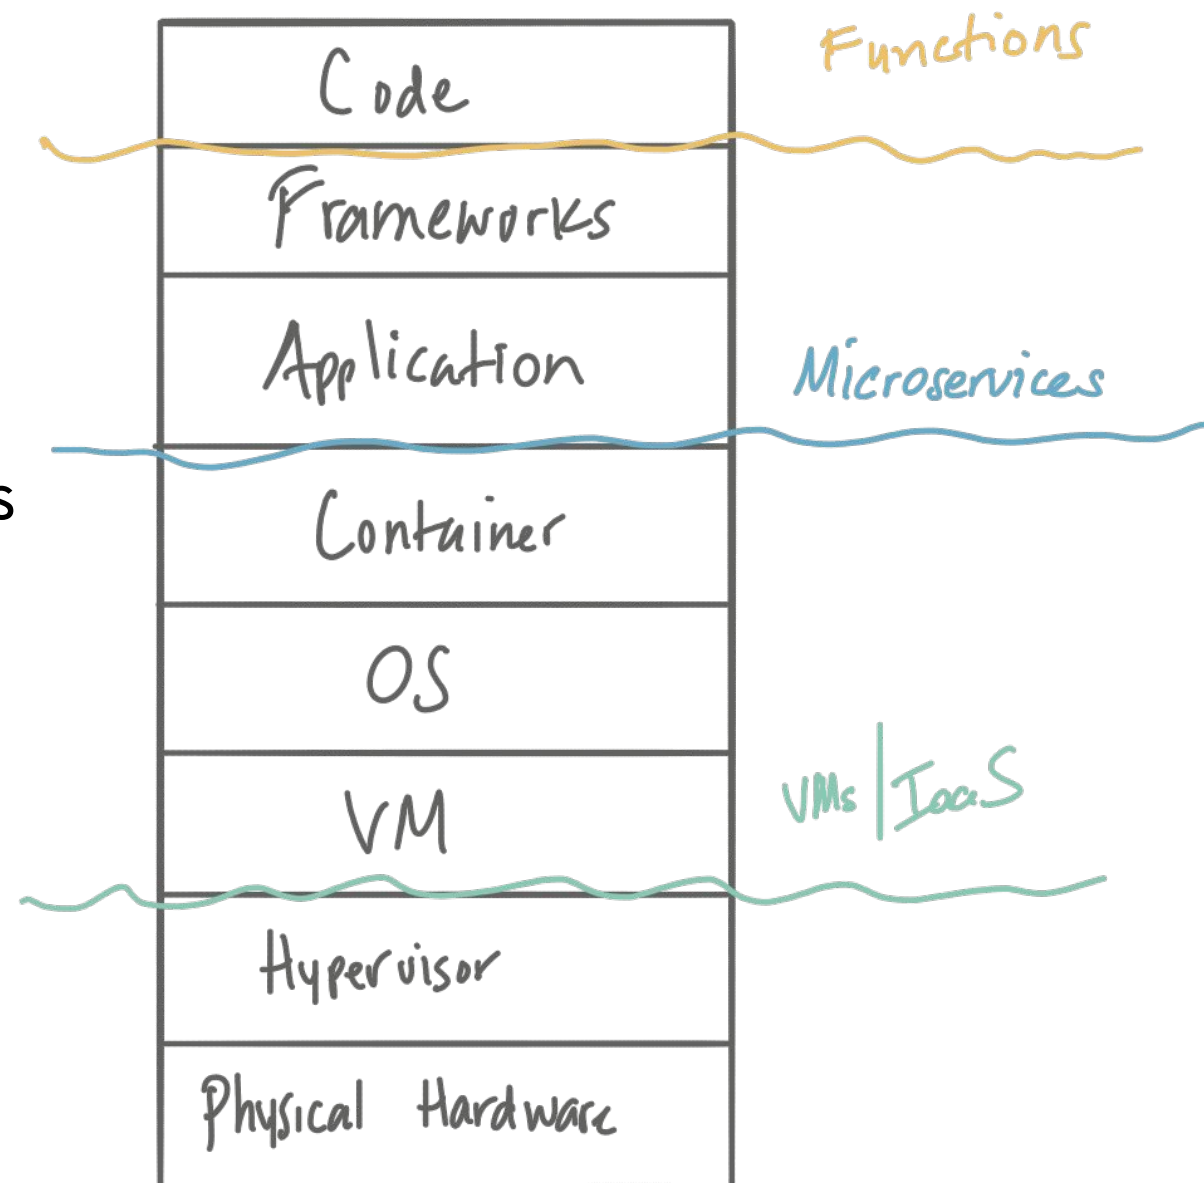 Functions
Code
Frameworks
Application
Microservices
s
Container
OS
VM
VMs | IaaS
Hypervisor
Physical Hardware